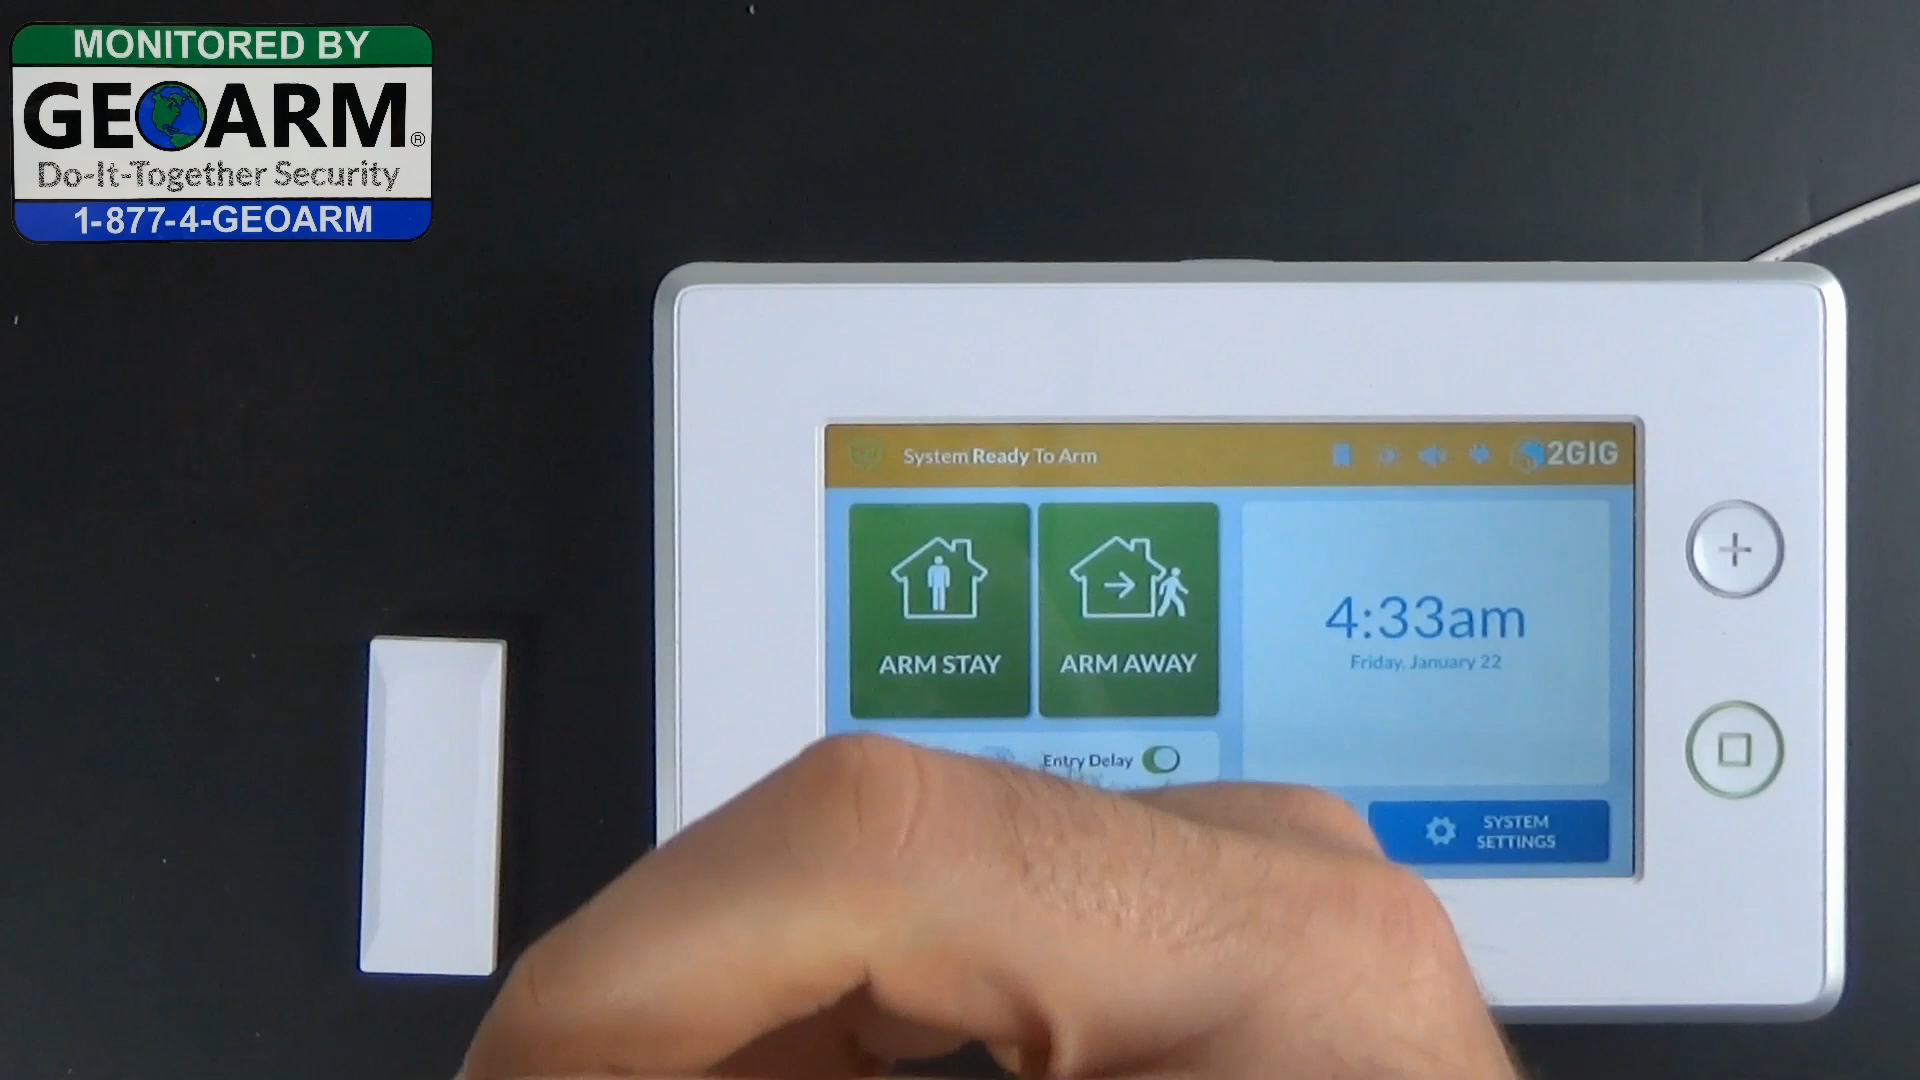 MONITORED BY
GEOARM®
Do-It-Together Security
1-877-4-GEOARM
System Ready To Arm
2GIG
ARM STAY
ARM AWAY
4:33am
Friday, January 22
Entry Delay
SYSTEM
SETTINGS